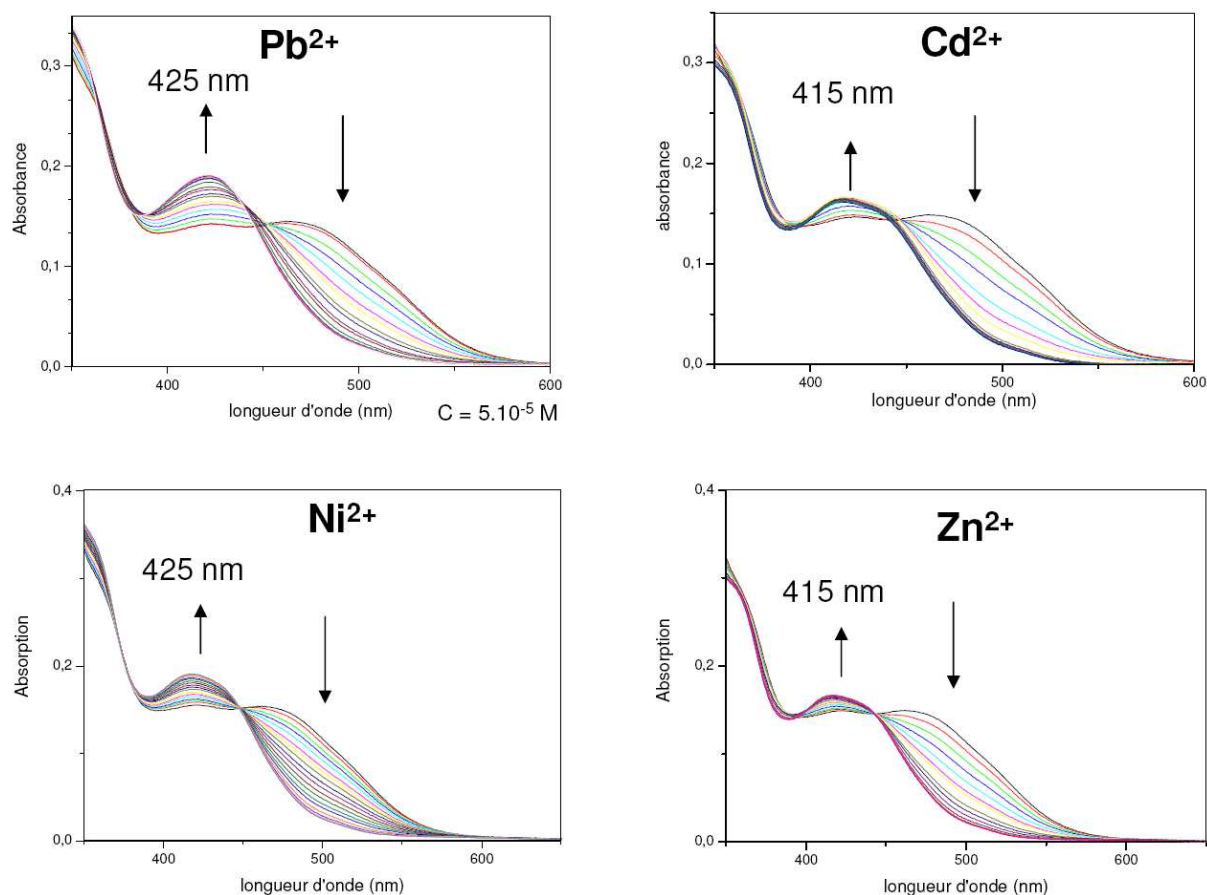 Pb²⁺
425 nm
0,3
0,2
0,1
0,0
Absorbance
400
500
600
longueur d'onde (nm)
C = 5.10⁻⁵ M
Cd²⁺
415 nm
0,3
0,2
0,1
0,0
absorbance
400
500
600
longueur d'onde (nm)
Ni²⁺
425 nm
0,4
0,2
0,0
Absorption
400
500
600
longueur d'onde (nm)
Zn²⁺
415 nm
0,4
0,2
0,0
Absorption
400
500
600
longueur d'onde (nm)